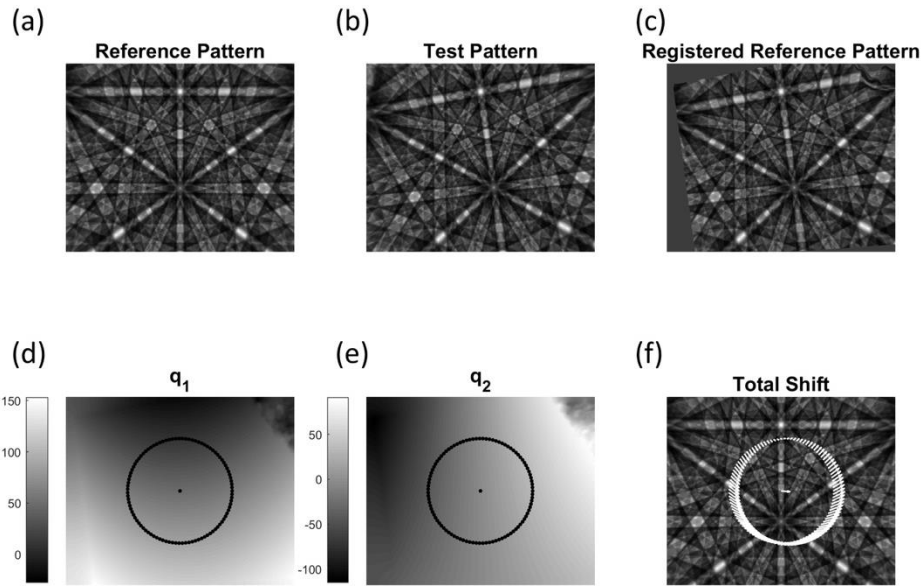 (a)
Reference Pattern
(b)
Test Pattern
(c)
Registered Reference Pattern
(d)
q1
150
100
50
0
(e)
q2
50
0
-50
-100
(f)
Total Shift